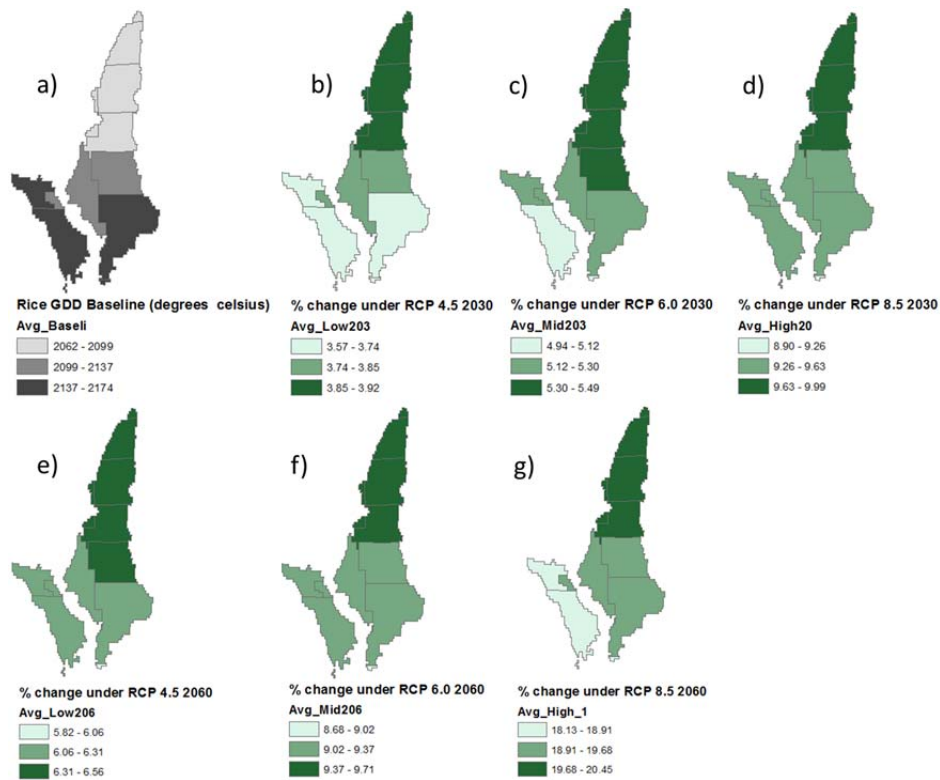 a)
b)
c)
d)
Rice GDD Baseline (degrees celsius)
Avg_Baseli
2062 - 2099
2099 - 2137
2137 - 2174
% change under RCP 4.5 2030
Avg_Low203
3.57 - 3.74
3.74 - 3.85
3.85 - 3.92
% change under RCP 6.0 2030
Avg_Mid203
4.94 - 5.12
5.12 - 5.30
5.30 - 5.49
% change under RCP 8.5 2030
Avg_High20
8.90 - 9.26
9.26 - 9.63
9.63 - 9.99
e)
f)
g)
% change under RCP 4.5 2060
Avg_Low206
5.82 - 6.06
6.06 - 6.31
6.31 - 6.56
% change under RCP 6.0 2060
Avg_Mid206
8.68 - 9.02
9.02 - 9.37
9.37 - 9.71
% change under RCP 8.5 2060
Avg_High_1
18.13 - 18.91
18.91 - 19.68
19.68 - 20.45